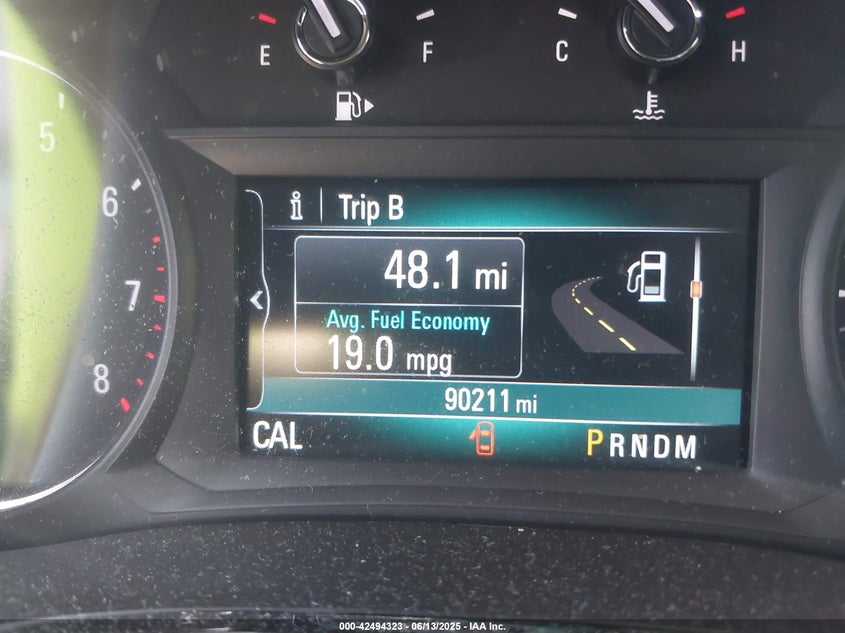 E F C H
5
6
7
8
i | Trip B
48.1 mi
Avg. Fuel Economy
19.0 mpg
90211 mi
CAL
PRNDM
000-42494323 - 06/13/2025 - IAA Inc.